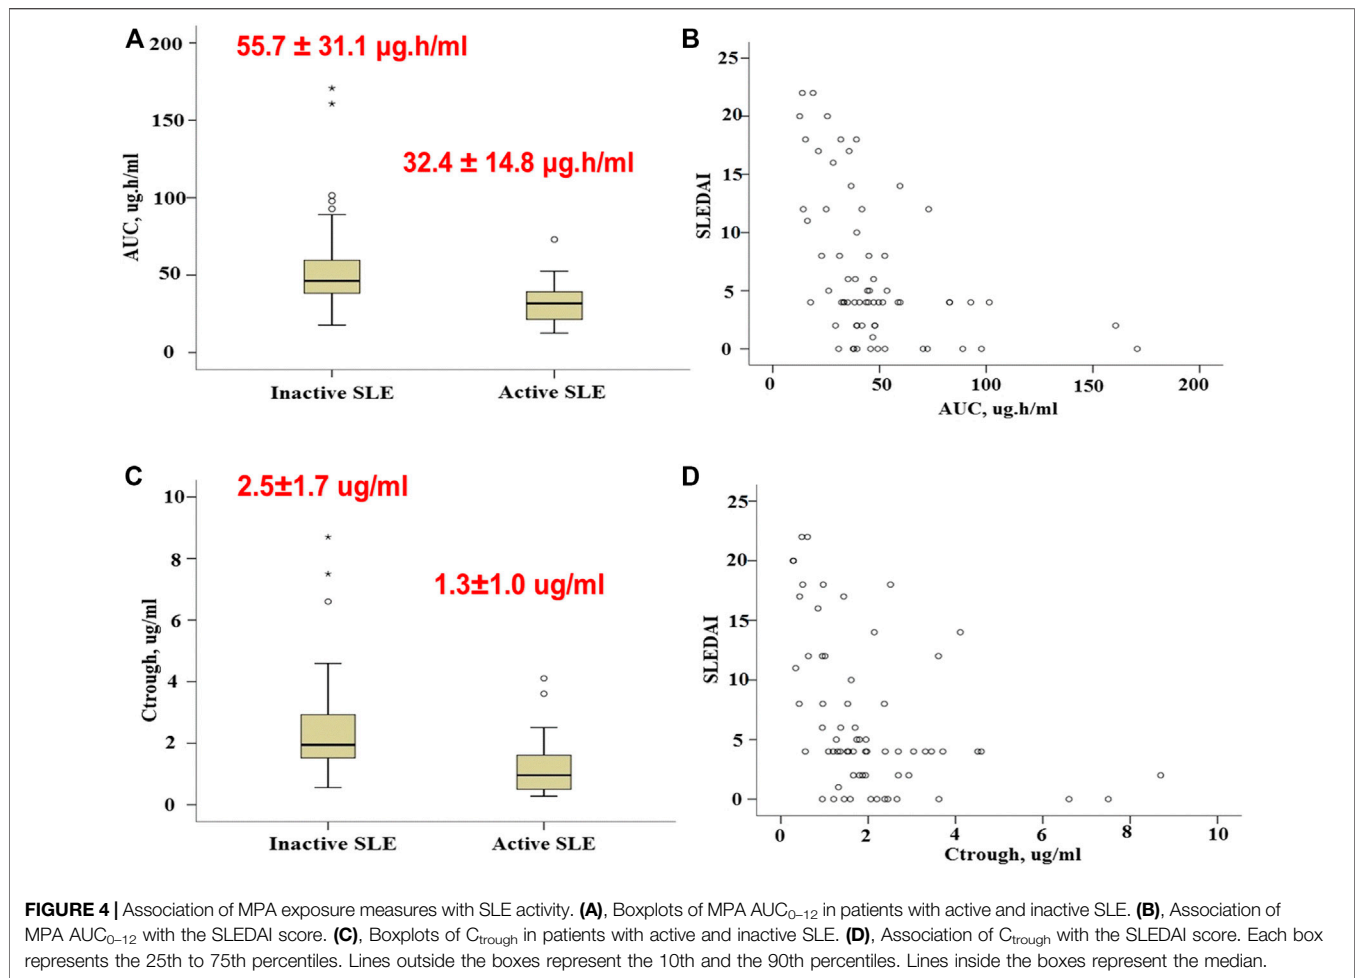 A
200
150
100
50
0
AUC, ug.h/ml
55.7 ± 31.1 µg.h/ml
32.4 ± 14.8 µg.h/ml
Inactive SLE
Active SLE
B
25
20
15
10
5
0
SLEDAI
0
50
100
150
200
AUC, ug.h/ml
C
10
8
6
4
2
0
Ctrough, ug/ml
2.5±1.7 ug/ml
1.3±1.0 ug/ml
Inactive SLE
Active SLE
D
25
20
15
10
5
0
SLEDAI
0
2
4
6
8
10
Ctrough, ug/ml
FIGURE 4 | Association of MPA exposure measures with SLE activity. (A), Boxplots of MPA AUC0–12 in patients with active and inactive SLE. (B), Association of
MPA AUC0–12 with the SLEDAI score. (C), Boxplots of Ctrough in patients with active and inactive SLE. (D), Association of Ctrough with the SLEDAI score. Each box
represents the 25th to 75th percentiles. Lines outside the boxes represent the 10th and the 90th percentiles. Lines inside the boxes represent the median.